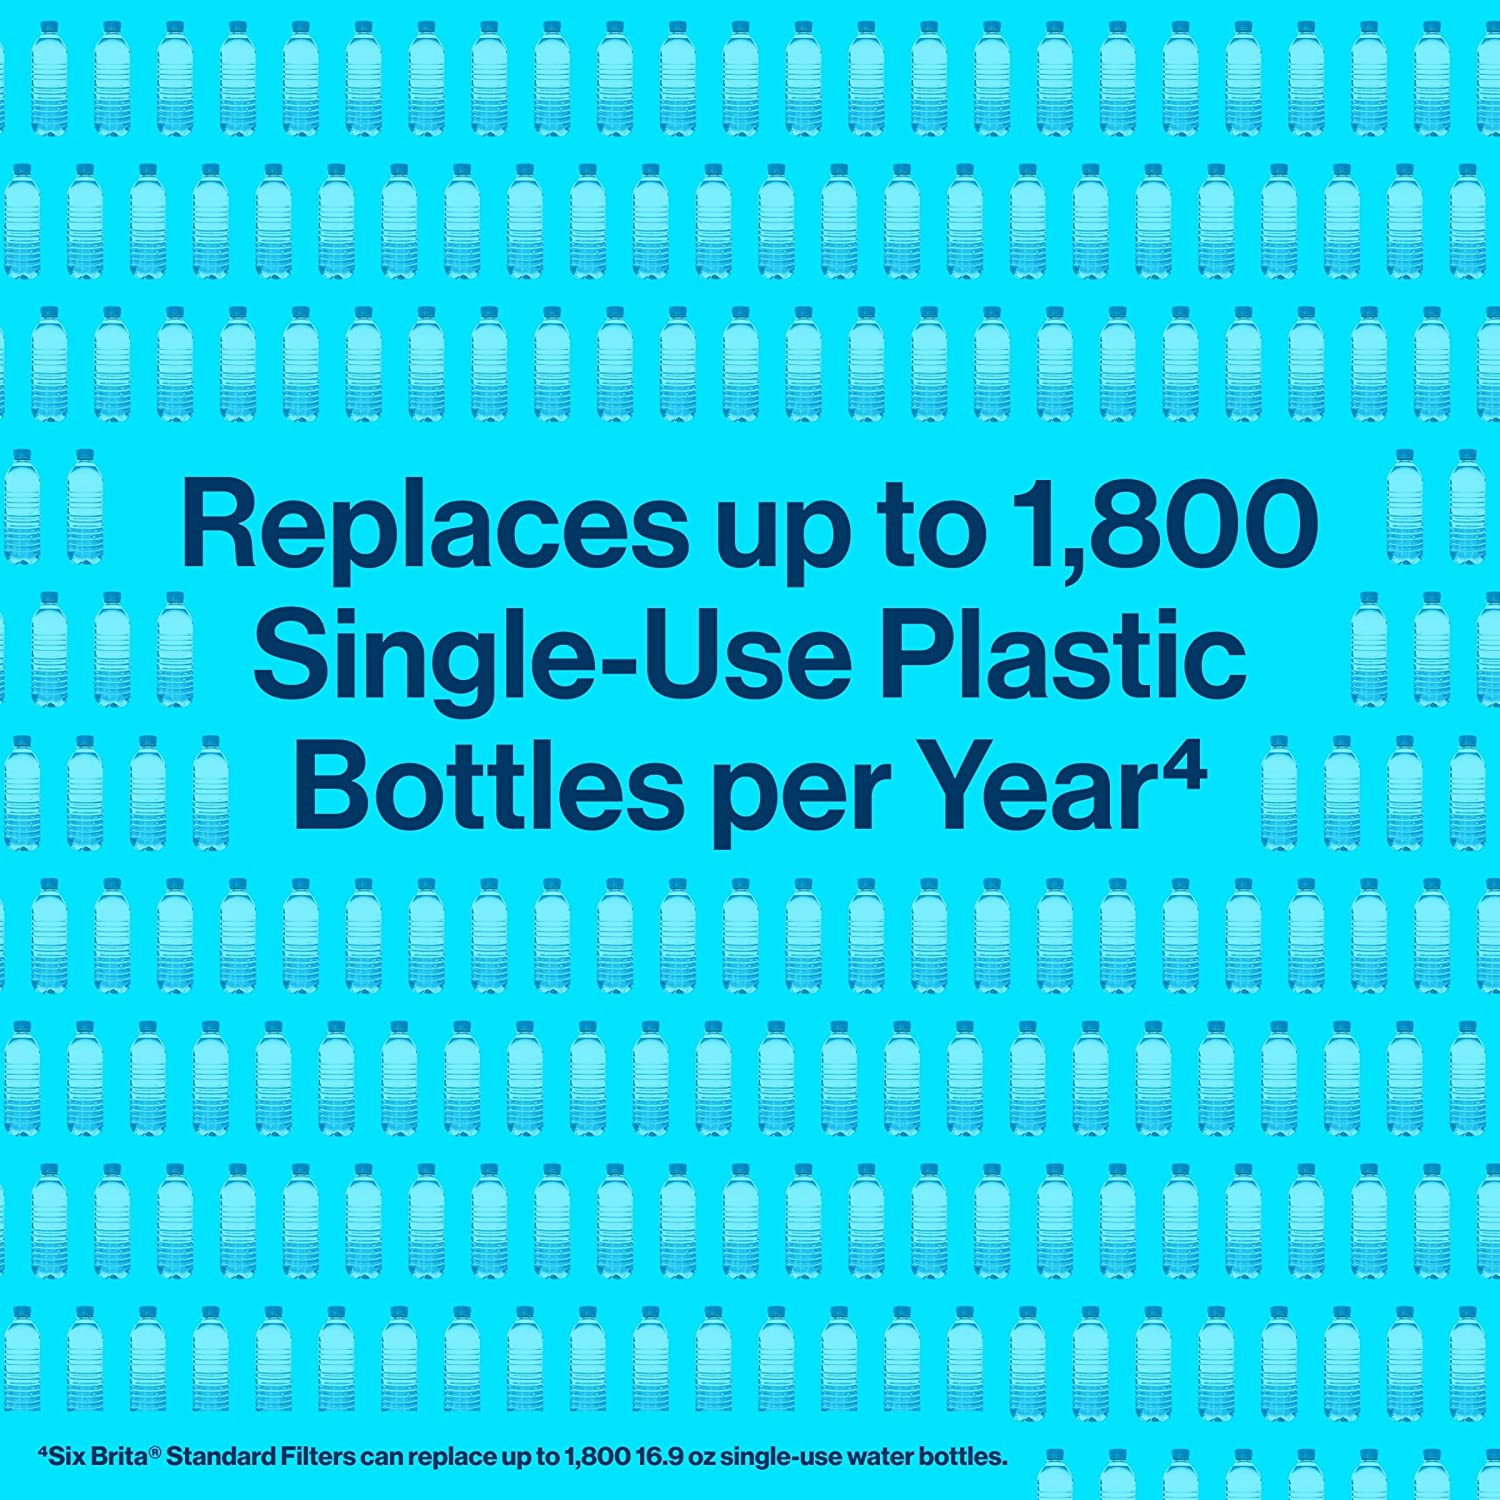 Replaces up to 1,800
Single-Use Plastic
Bottles per Year⁴
⁴Six Brita® Standard Filters can replace up to 1,800 16.9 oz single-use water bottles.